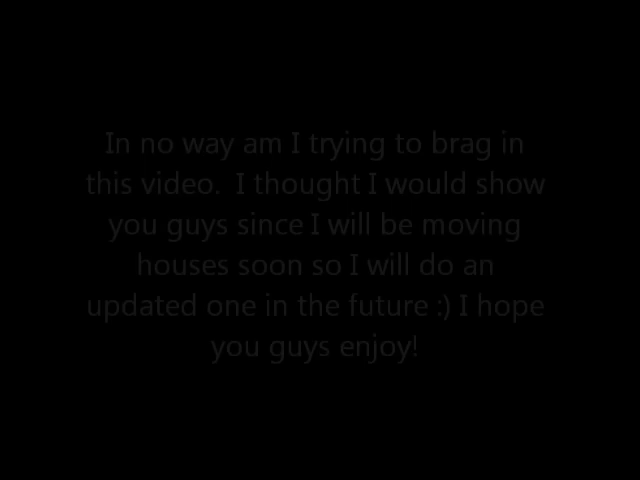 In no way am I trying to brag in
this video.  I thought I would show
you guys since I will be moving
houses soon so I will do an
updated one in the future :) I hope
you guys enjoy!